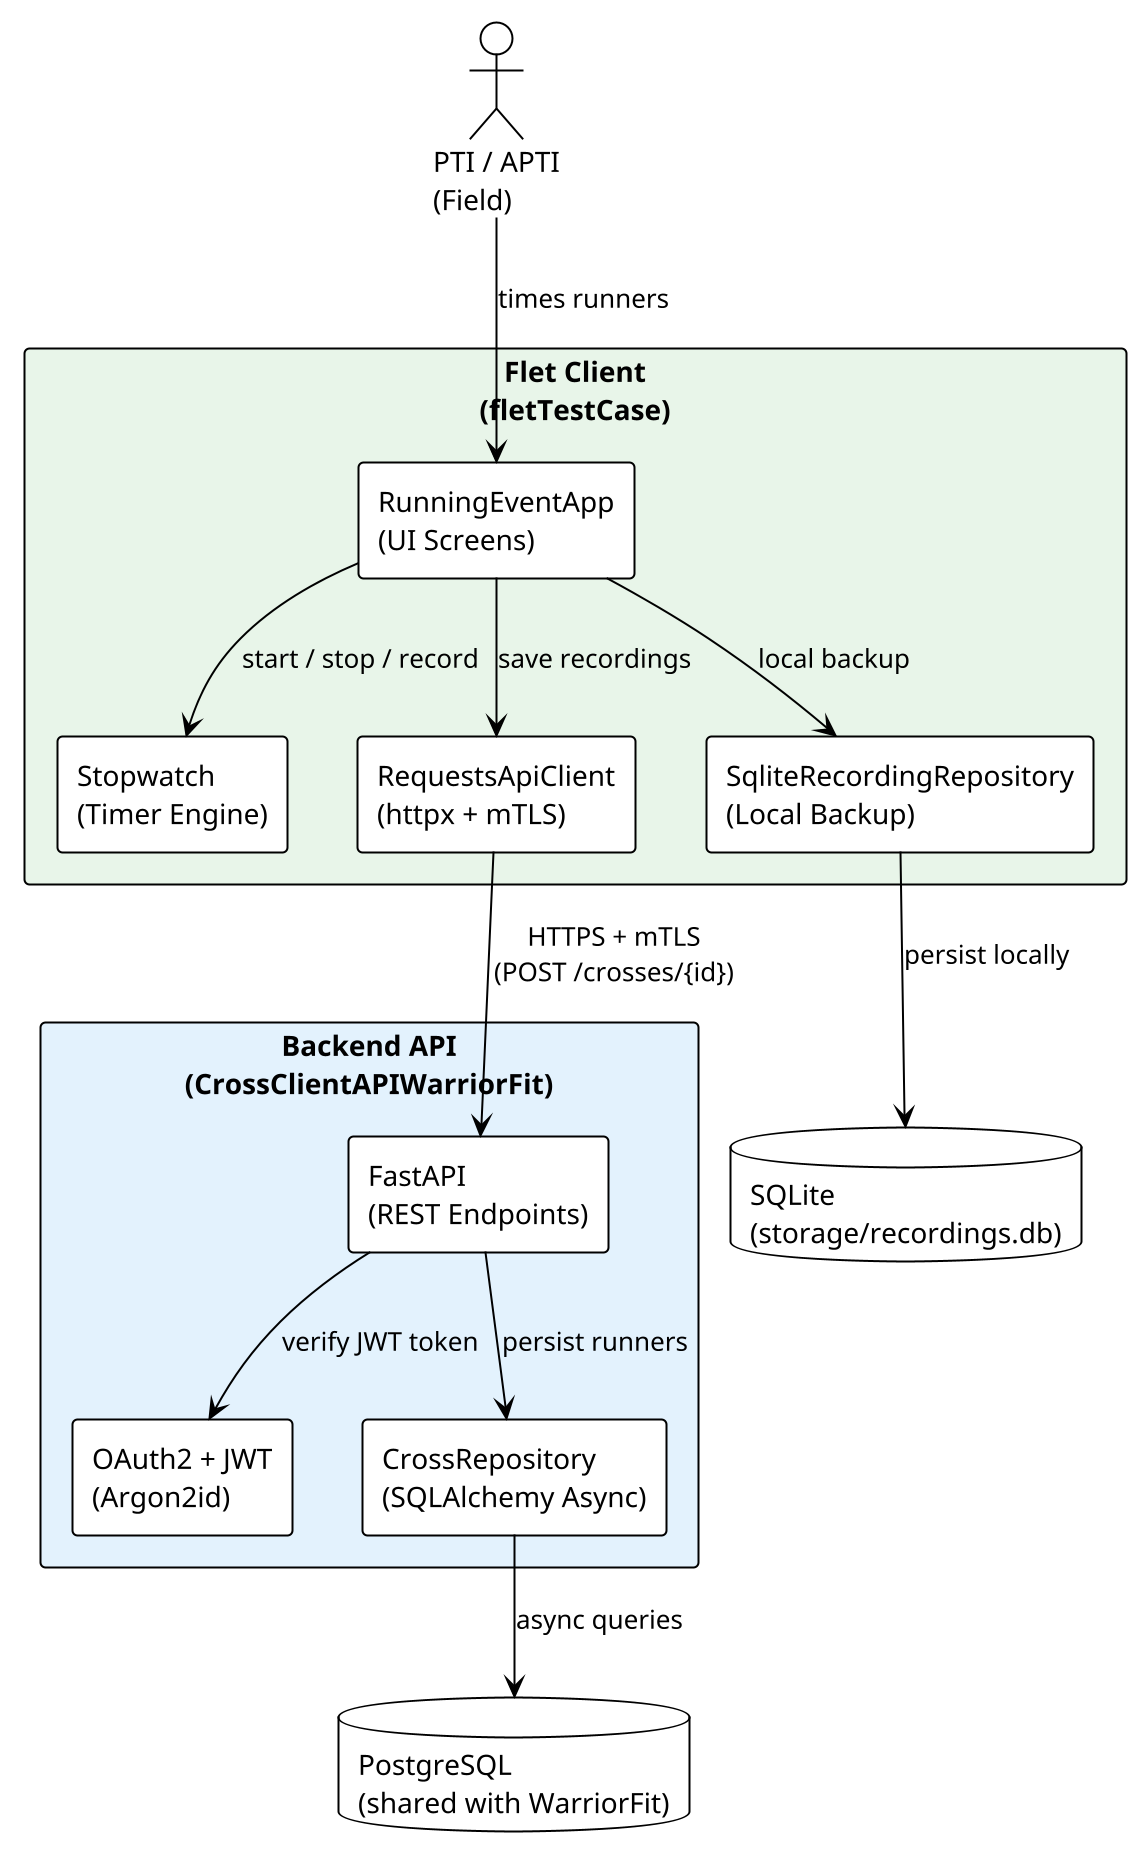 PTI / APTI
(Field)
times runners
Flet Client
(fletTestCase)
RunningEventApp
(UI Screens)
start / stop / record
save recordings
local backup
Stopwatch
(Timer Engine)
RequestsApiClient
(httpx + mTLS)
SqliteRecordingRepository
(Local Backup)
HTTPS + mTLS
(POST /crosses/{id})
persist locally
Backend API
(CrossClientAPIWarriorFit)
FastAPI
(REST Endpoints)
SQLite
(storage/recordings.db)
verify JWT token
persist runners
OAuth2 + JWT
(Argon2id)
CrossRepository
(SQLAlchemy Async)
async queries
PostgreSQL
(shared with WarriorFit)